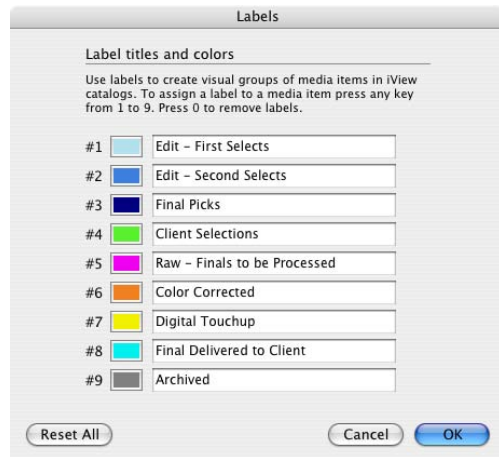 Labels
Label titles and colors
Use labels to create visual groups of media items in iView
catalogs. To assign a label to a media item press any key
from 1 to 9. Press 0 to remove labels.
#1 Edit – First Selects
#2 Edit – Second Selects
#3 Final Picks
#4 Client Selections
#5 Raw – Finals to be Processed
#6 Color Corrected
#7 Digital Touchup
#8 Final Delivered to Client
#9 Archived
Reset All Cancel OK